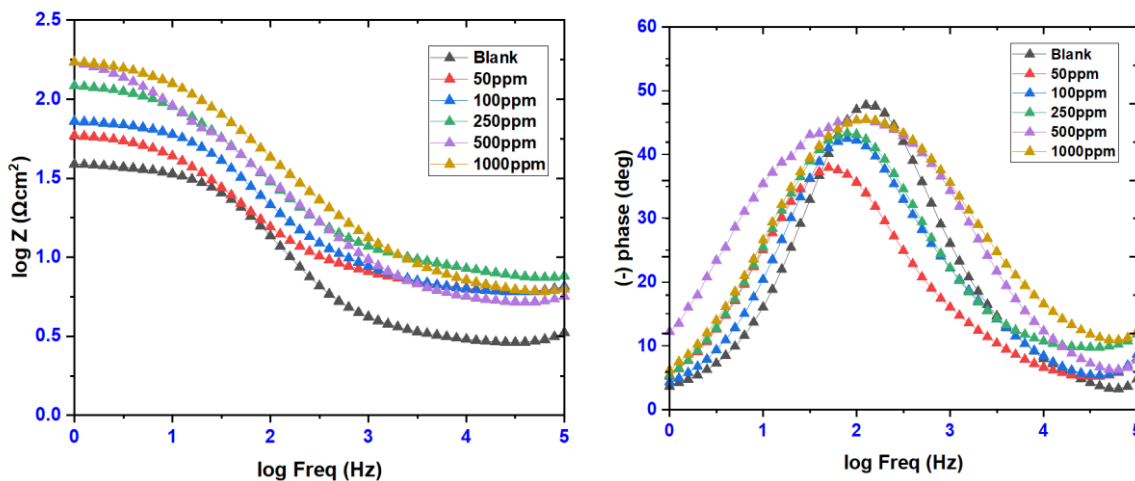 2.5
2.0
1.5
1.0
0.5
0.0
log Z (Ωcm2)
0 1 2 3 4 5
log Freq (Hz)
Blank
50ppm
100ppm
250ppm
500ppm
1000ppm
60
50
40
30
20
10
0
(-) phase (deg)
0 1 2 3 4 5
log Freq (Hz)
Blank
50ppm
100ppm
250ppm
500ppm
1000ppm